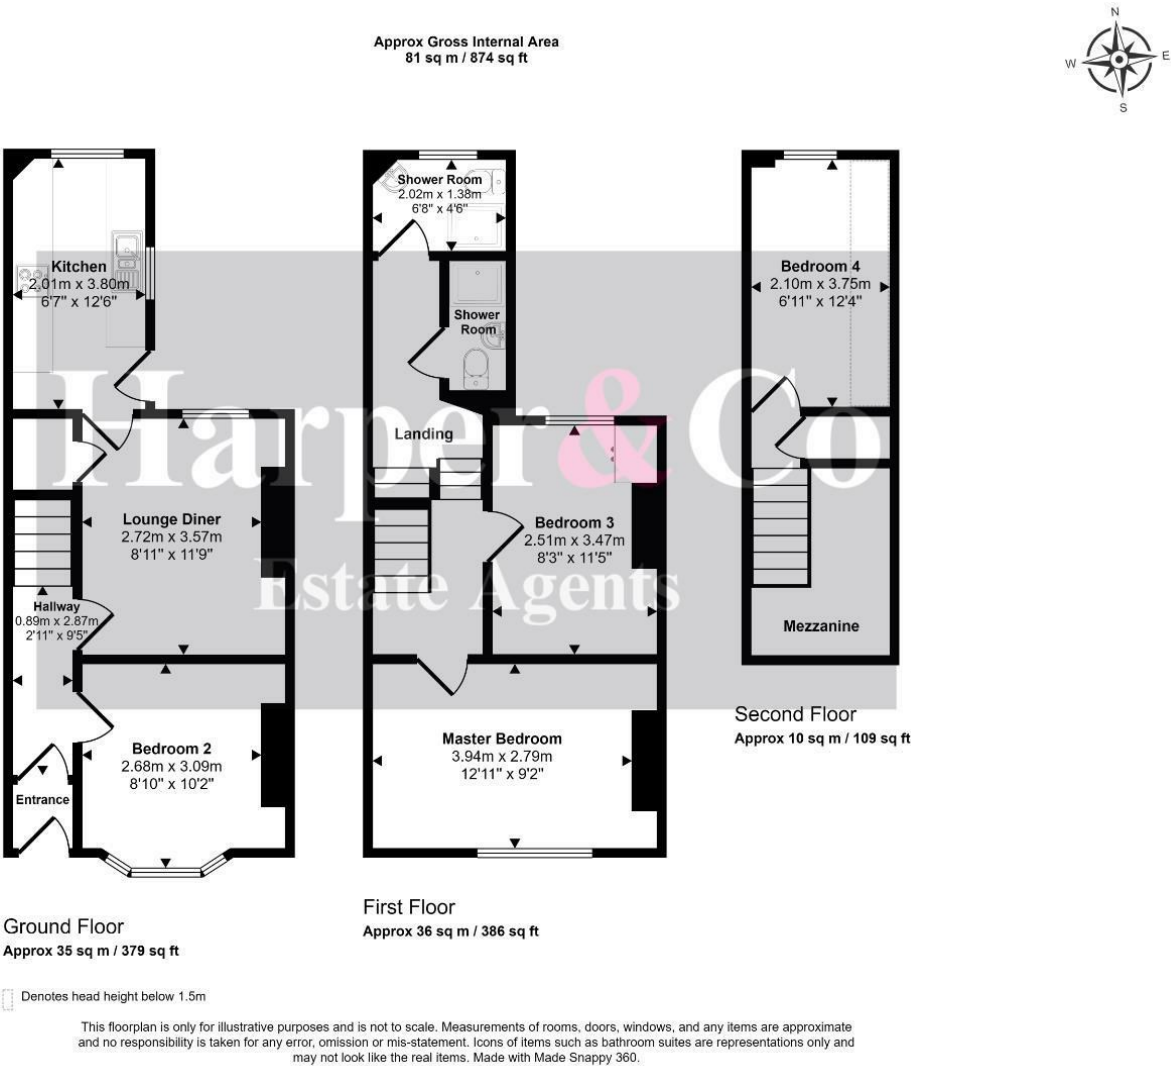 Approx Gross Internal Area
81 sq m / 874 sq ft
N
W
E
S
Kitchen
2.01m x 3.80m
6'7" x 12'6"
Lounge Diner
2.72m x 3.57m
8'11" x 11'9"
Hallway
0.89m x 2.87m
2'11" x 9'5"
Bedroom 2
2.68m x 3.09m
8'10" x 10'2"
Entrance
Ground Floor
Approx 35 sq m / 379 sq ft
Shower Room
2.02m x 1.38m
6'8" x 4'6"
Shower
Room
Landing
Bedroom 3
2.51m x 3.47m
8'3" x 11'5"
Master Bedroom
3.94m x 2.79m
12'11" x 9'2"
First Floor
Approx 36 sq m / 386 sq ft
Bedroom 4
2.10m x 3.75m
6'11" x 12'4"
Mezzanine
Second Floor
Approx 10 sq m / 109 sq ft
Harper&Co
Estate Agents
Denotes head height below 1.5m
This floorplan is only for illustrative purposes and is not to scale. Measurements of rooms, doors, windows, and any items are approximate
and no responsibility is taken for any error, omission or mis-statement. Icons of items such as bathroom suites are representations only and
may not look like the real items. Made with Made Snappy 360.